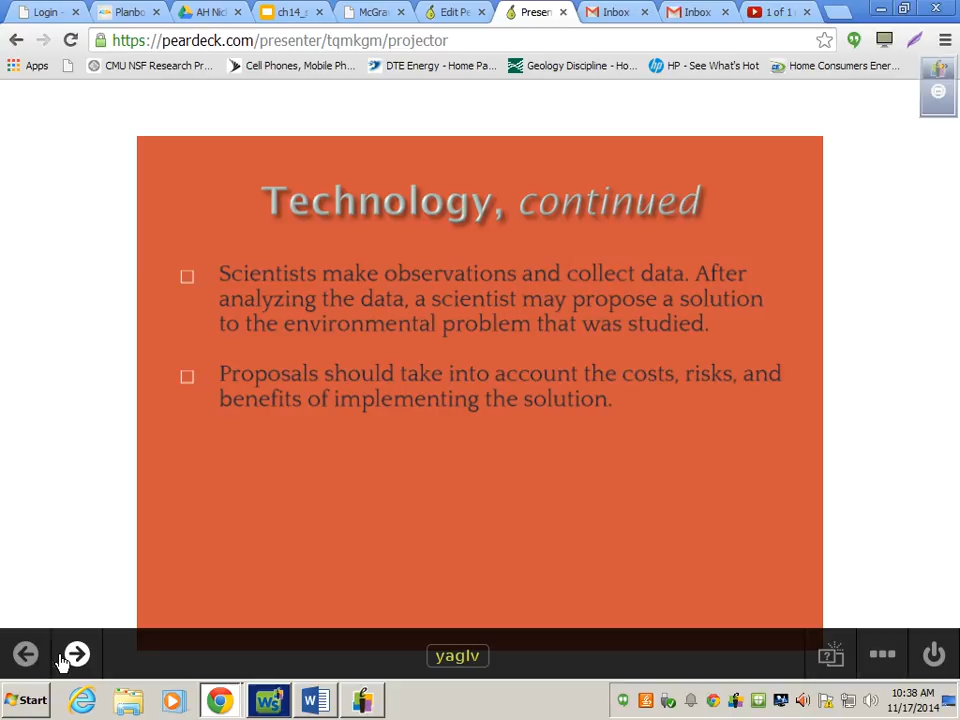 Login -
Planbo
AH Nic
ch14_s
McGra
Edit Pe
Presen
Inbox
Inbox
1 of 1
https://peardeck.com/presenter/tqmkgm/projector
Apps
CMU NSF Research Pr...
Cell Phones, Mobile Ph...
DTE Energy - Home Pa...
Geology Discipline - Ho...
HP - See What's Hot
Home Consumers Ener...
Technology, continued
Scientists make observations and collect data. After
analyzing the data, a scientist may propose a solution
to the environmental problem that was studied.
Proposals should take into account the costs, risks, and
benefits of implementing the solution.
yaglv
Start
10:38 AM
11/17/2014